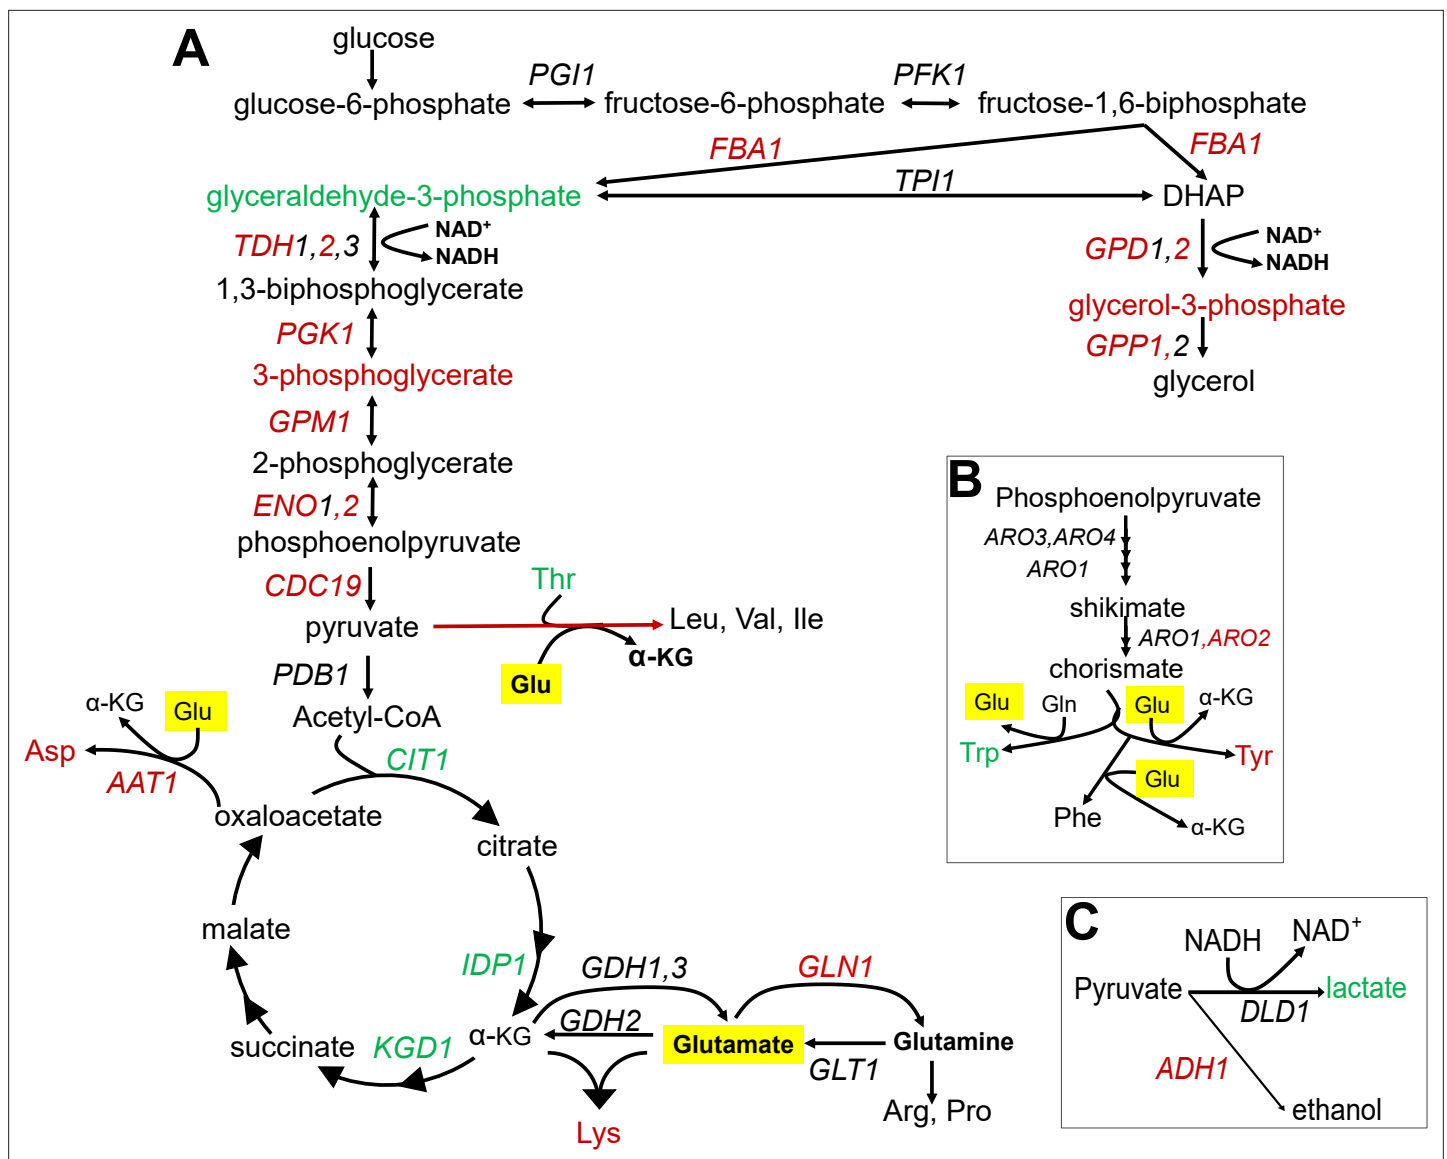 A
glucose
glucose-6-phosphate
PGI1
fructose-6-phosphate
PFK1
fructose-1,6-biphosphate
FBA1
FBA1
glyceraldehyde-3-phosphate
TPI1
DHAP
TDH1,2,3
NAD+
NADH
GPD1,2
NAD+
NADH
1,3-biphosphoglycerate
glycerol-3-phosphate
PGK1
GPP1,2
3-phosphoglycerate
glycerol
GPM1
2-phosphoglycerate
ENO1,2
phosphoenolpyruvate
CDC19
Thr
pyruvate
Leu, Val, Ile
α-KG
Glu
PDB1
α-KG
Glu
Acetyl-CoA
Asp
AAT1
CIT1
oxaloacetate
citrate
malate
IDP1
GDH1,3
GLN1
α-KG
GDH2
Glutamate
Glutamine
succinate
KGD1
GLT1
Arg, Pro
Lys
B
Phosphoenolpyruvate
ARO3,ARO4
ARO1
shikimate
ARO1,ARO2
chorismate
Glu
Gln
Glu
α-KG
Trp
Tyr
Glu
Phe
α-KG
C
NADH
NAD+
Pyruvate
lactate
DLD1
ADH1
ethanol